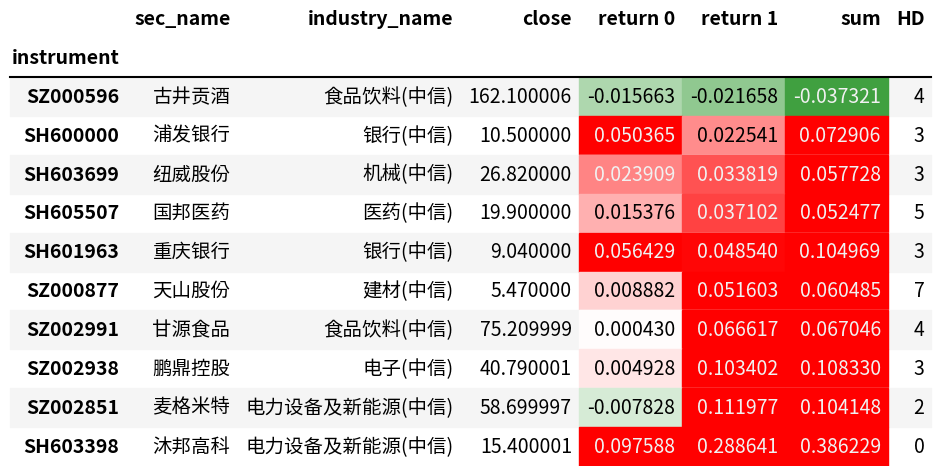 sec_name industry_name close return 0 return 1 sum HD
instrument
SZ000596 古井贡酒 食品饮料(中信) 162.100006 -0.015663 -0.021658 -0.037321 4
SH600000 浦发银行 银行(中信) 10.500000 0.050365 0.022541 0.072906 3
SH603699 纽威股份 机械(中信) 26.820000 0.023909 0.033819 0.057728 3
SH605507 国邦医药 医药(中信) 19.900000 0.015376 0.037102 0.052477 5
SH601963 重庆银行 银行(中信) 9.040000 0.056429 0.048540 0.104969 3
SZ000877 天山股份 建材(中信) 5.470000 0.008882 0.051603 0.060485 7
SZ002991 甘源食品 食品饮料(中信) 75.209999 0.000430 0.066617 0.067046 4
SZ002938 鹏鼎控股 电子(中信) 40.790001 0.004928 0.103402 0.108330 3
SZ002851 麦格米特 电力设备及新能源(中信) 58.699997 -0.007828 0.111977 0.104148 2
SH603398 沐邦高科 电力设备及新能源(中信) 15.400001 0.097588 0.288641 0.386229 0